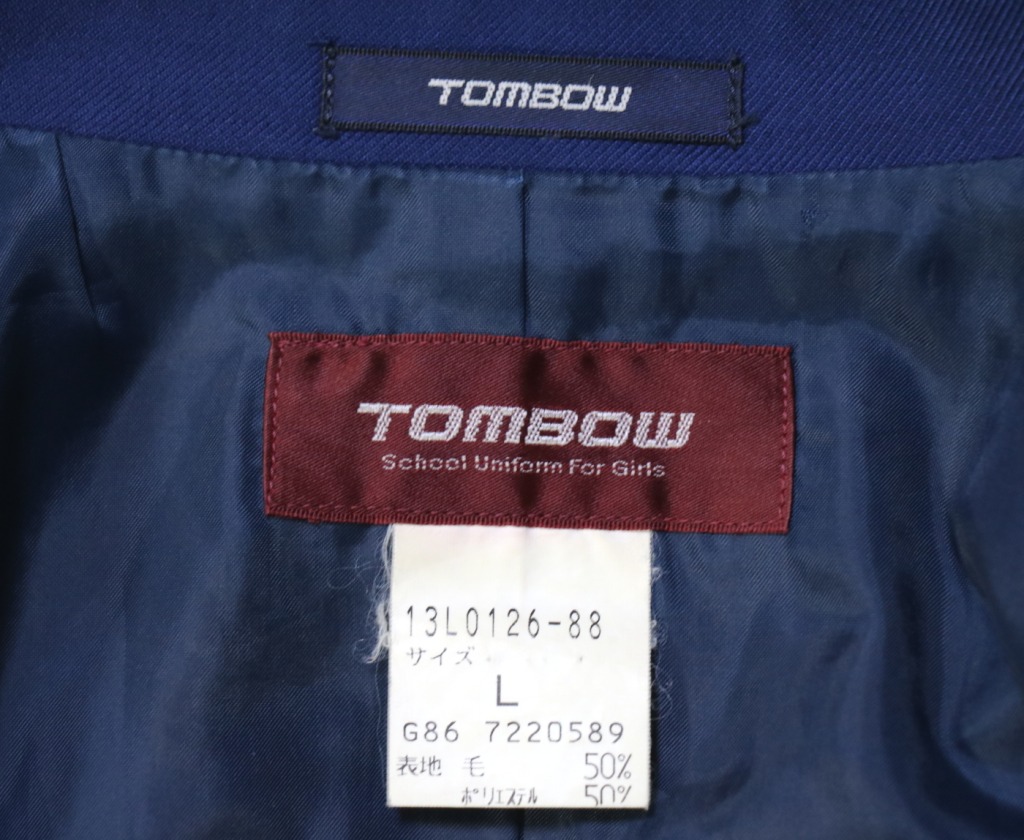 TOMBOW
TOMBOW
School Uniform For Girls
13L0126-88
サイズ
L
G86 7220589
表地 毛 50%
ポリエステル 50%